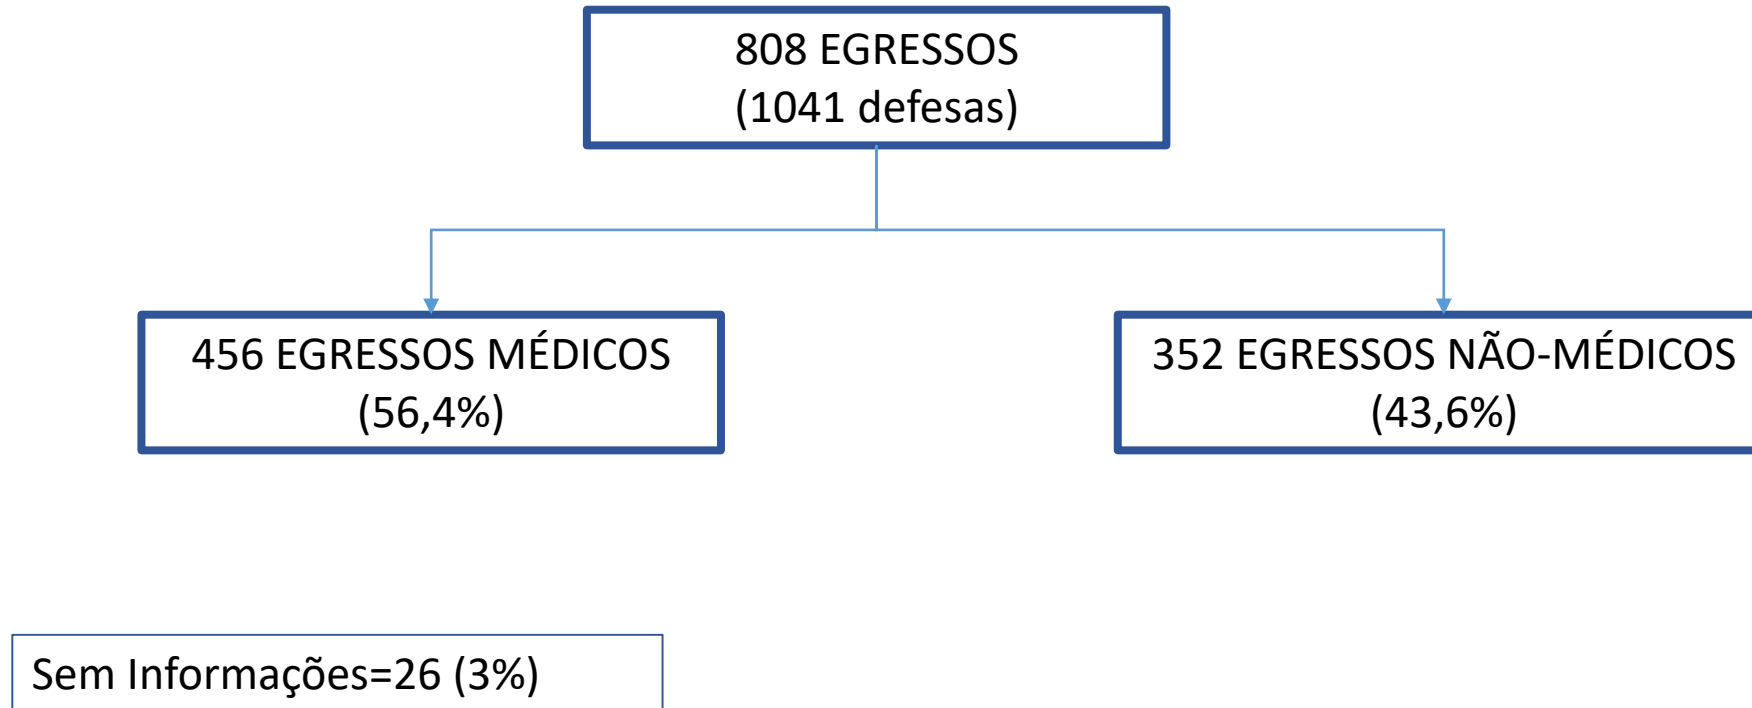 808 EGRESSOS
(1041 defesas)
456 EGRESSOS MÉDICOS
(56,4%)
352 EGRESSOS NÃO-MÉDICOS
(43,6%)
Sem Informações=26 (3%)